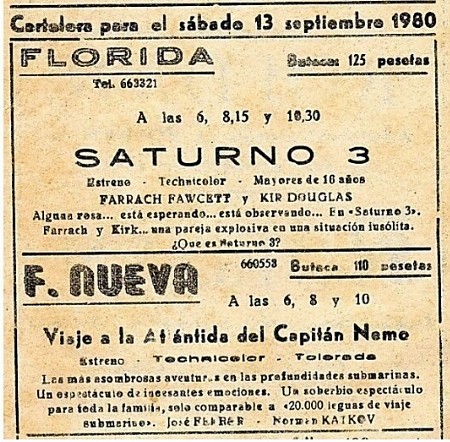 Cartelera para el sábado 13 septiembre 1980
FLORIDA
Butaca: 125 pesetas
Tel. 663321
A las 6, 8,15 y 10,30
SATURNO 3
Estreno - Technicolor - Mayores de 16 años
FARRACH FAWCETT y KIR DOUGLAS
Alguna rosa... está esperando... está observando... En «Saturno 3».
Farrach y Kirk... una pareja explosiva en una situación insólita.
¿Que es Saturno 3?
F. NUEVA
660553 Butaca 110 pesetas
A las 6, 8 y 10
Viaje a la Atlántida del Capitán Nemo
Estreno - Technicolor - Tolerada
Las más asombrosas aventuras en las profundidades submarinas.
Un espectáculo de incesantes emociones. Un soberbio espectáculo
para toda la familia, solo comparable a «20.000 leguas de viaje
submarino». José FERRER - Norman KATKOV